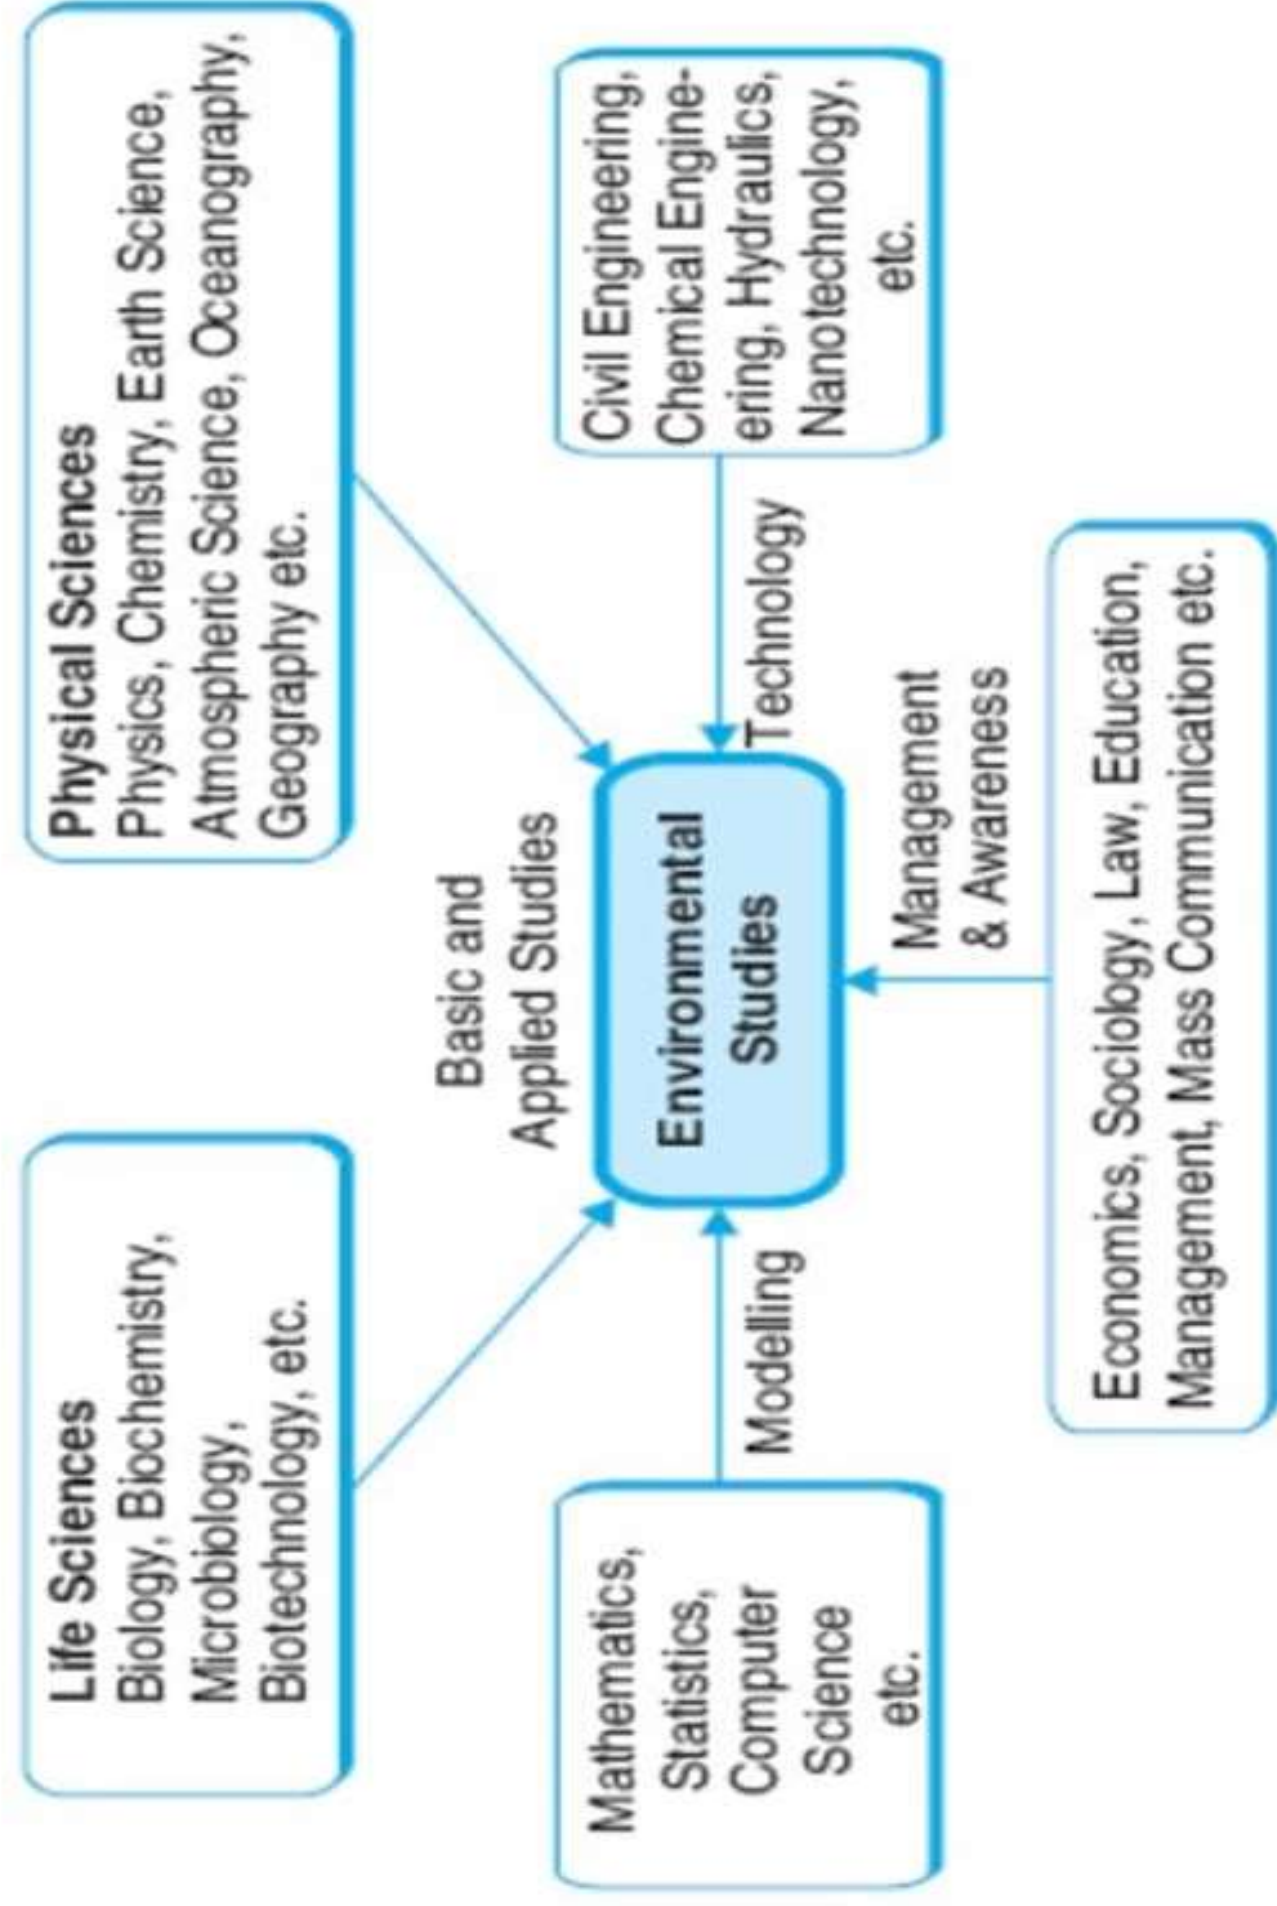 Life Sciences
Biology, Biochemistry,
Microbiology,
Biotechnology, etc.
Physical Sciences
Physics, Chemistry, Earth Science,
Atmospheric Science, Oceanography,
Geography etc.
Basic and
Applied Studies
Mathematics,
Statistics,
Computer
Science
etc.
Modelling
Environmental
Studies
Technology
Civil Engineering,
Chemical Engine-
ering, Hydraulics,
Nanotechnology,
etc.
Management
& Awareness
Economics, Sociology, Law, Education,
Management, Mass Communication etc.